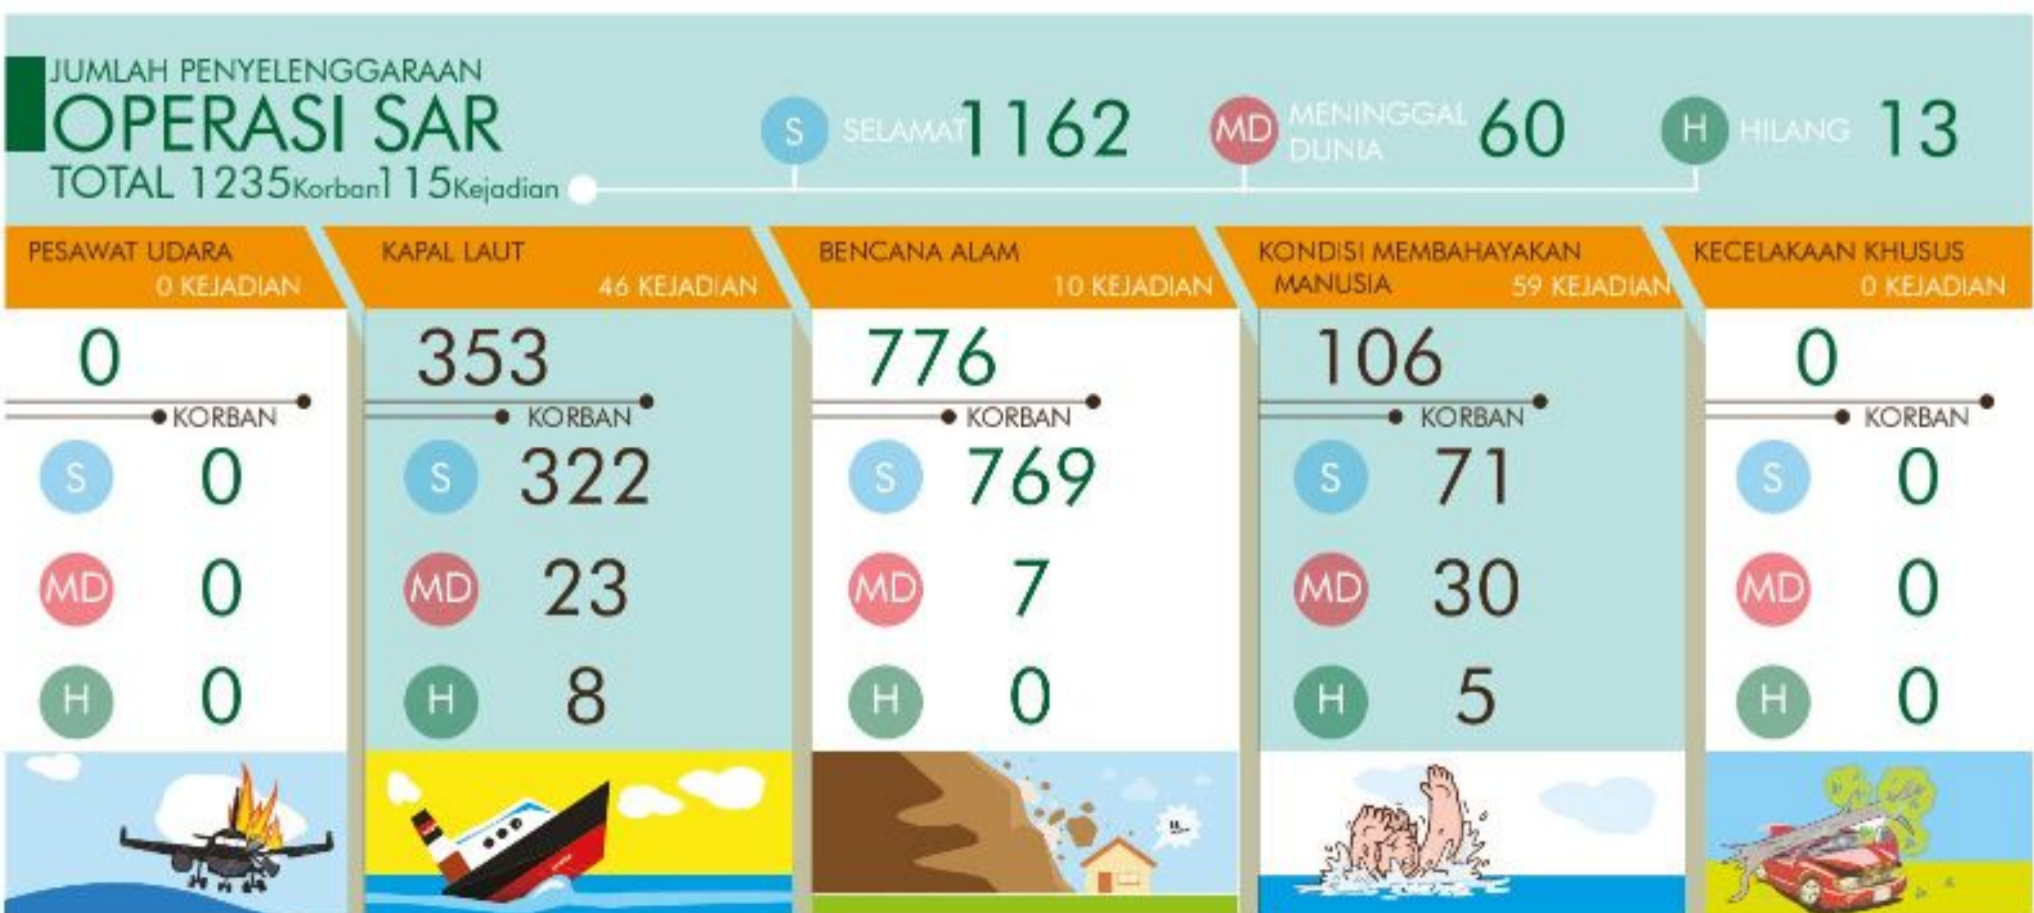 JUMLAH PENYELENGGARAAN
OPERASI SAR
TOTAL 1235Korban115Kejadian
S SELAMAT 1162
MD MENINGGAL DUNIA 60
H HILANG 13
PESAWAT UDARA
0 KEJADIAN
0
KORBAN
S 0
MD 0
H 0
KAPAL LAUT
46 KEJADIAN
353
KORBAN
S 322
MD 23
H 8
BENCANA ALAM
10 KEJADIAN
776
KORBAN
S 769
MD 7
H 0
KONDISI MEMBAHAYAKAN
MANUSIA 59 KEJADIAN
106
KORBAN
S 71
MD 30
H 5
KECELAKAAN KHUSUS
0 KEJADIAN
0
KORBAN
S 0
MD 0
H 0